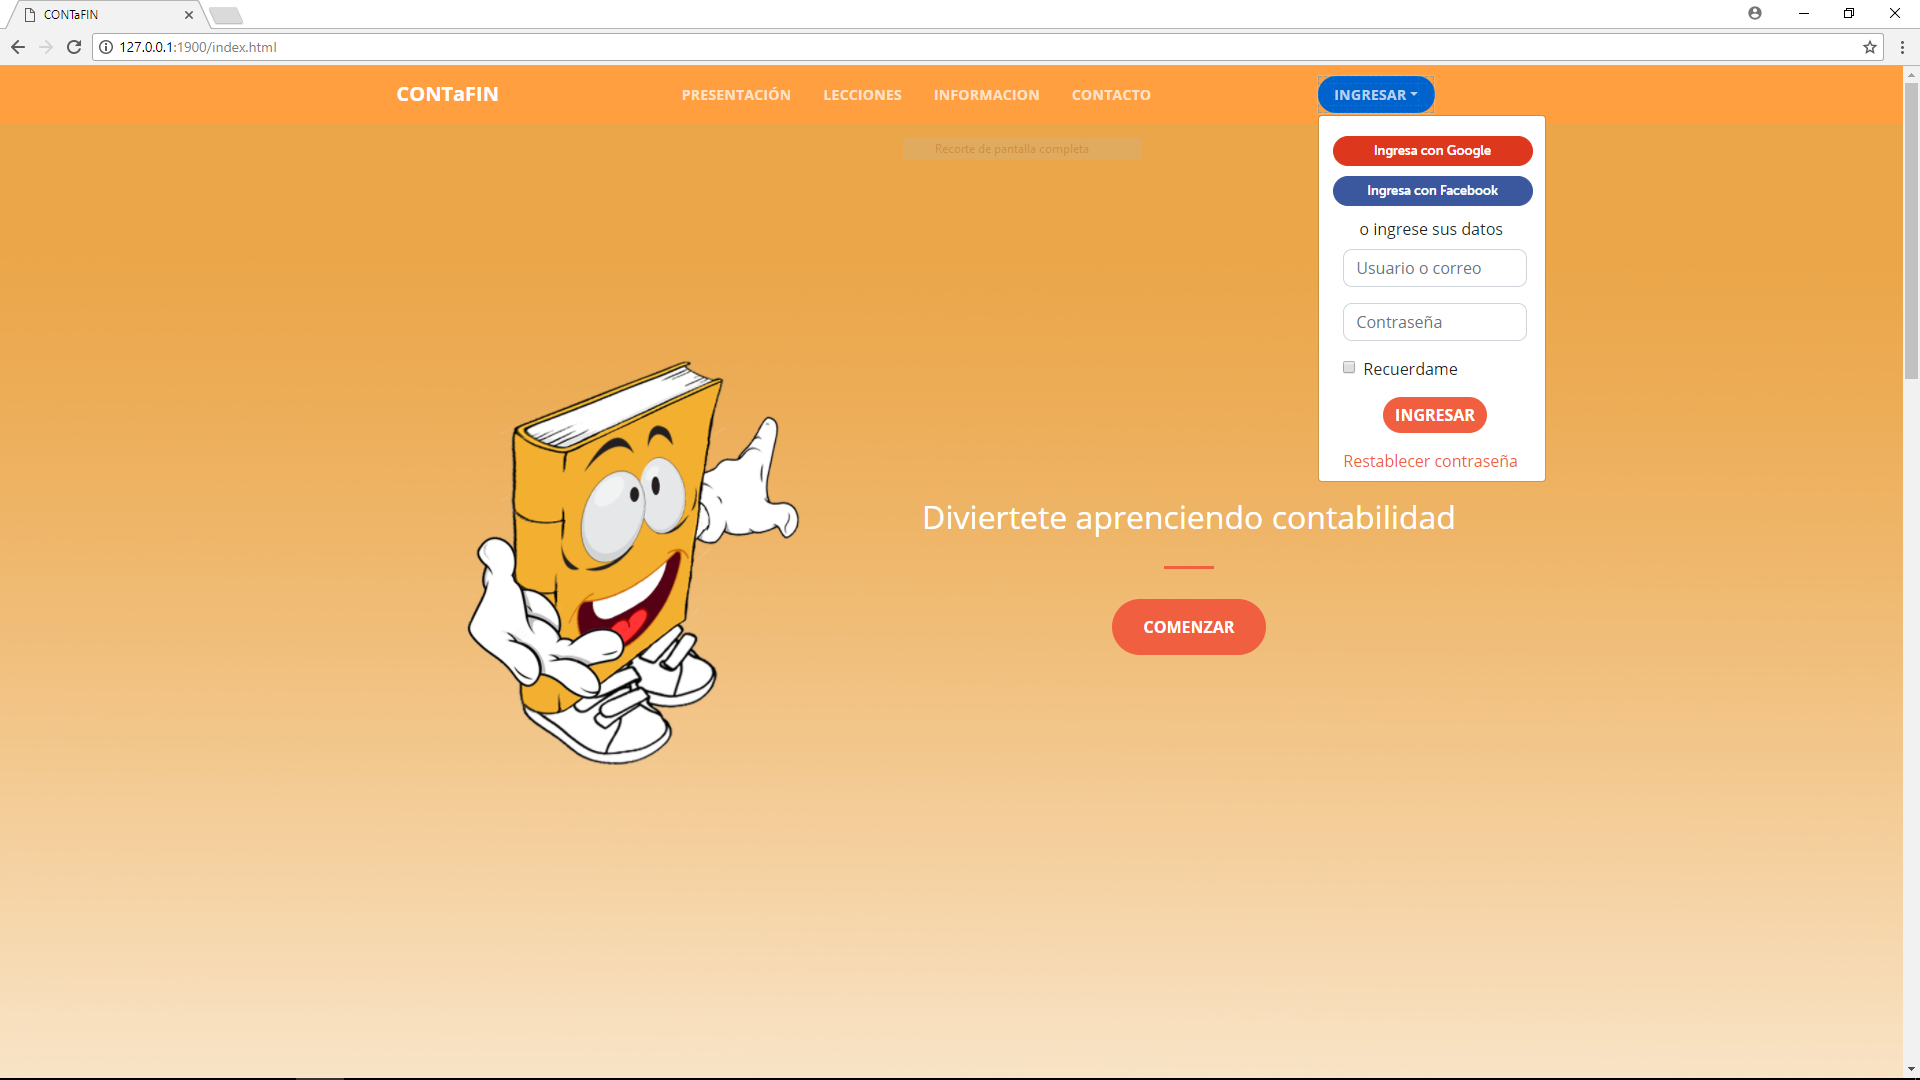 CONTaFIN
127.0.0.1:1900/index.html
CONTaFIN
PRESENTACIÓN
LECCIONES
INFORMACION
CONTACTO
INGRESAR
Recorte de pantalla completa
Ingresa con Google
Ingresa con Facebook
o ingrese sus datos
Usuario o correo
Contraseña
Recuerdame
INGRESAR
Restablecer contraseña
Diviertete aprenciendo contabilidad
COMENZAR